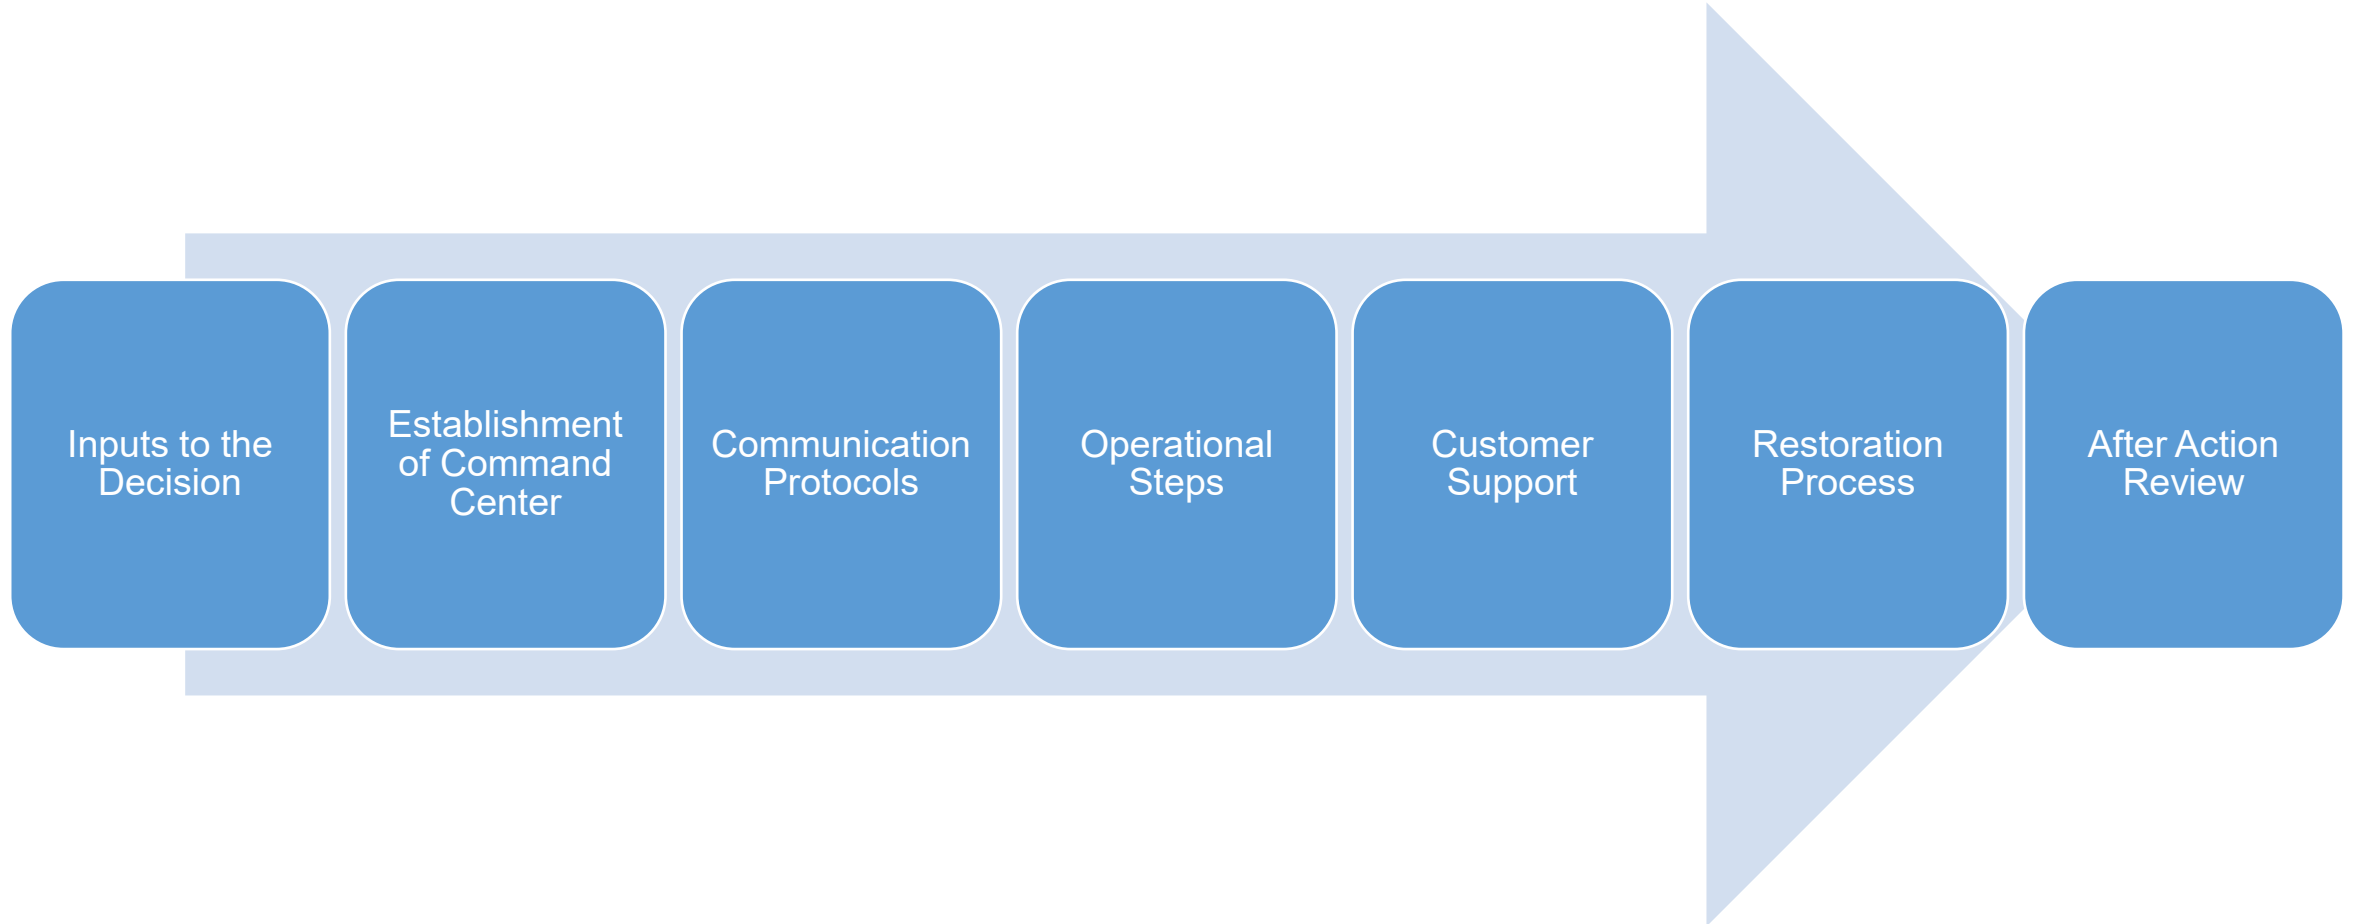 Inputs to the
Decision
Establishment
of Command
Center
Communication
Protocols
Operational
Steps
Customer
Support
Restoration
Process
After Action
Review